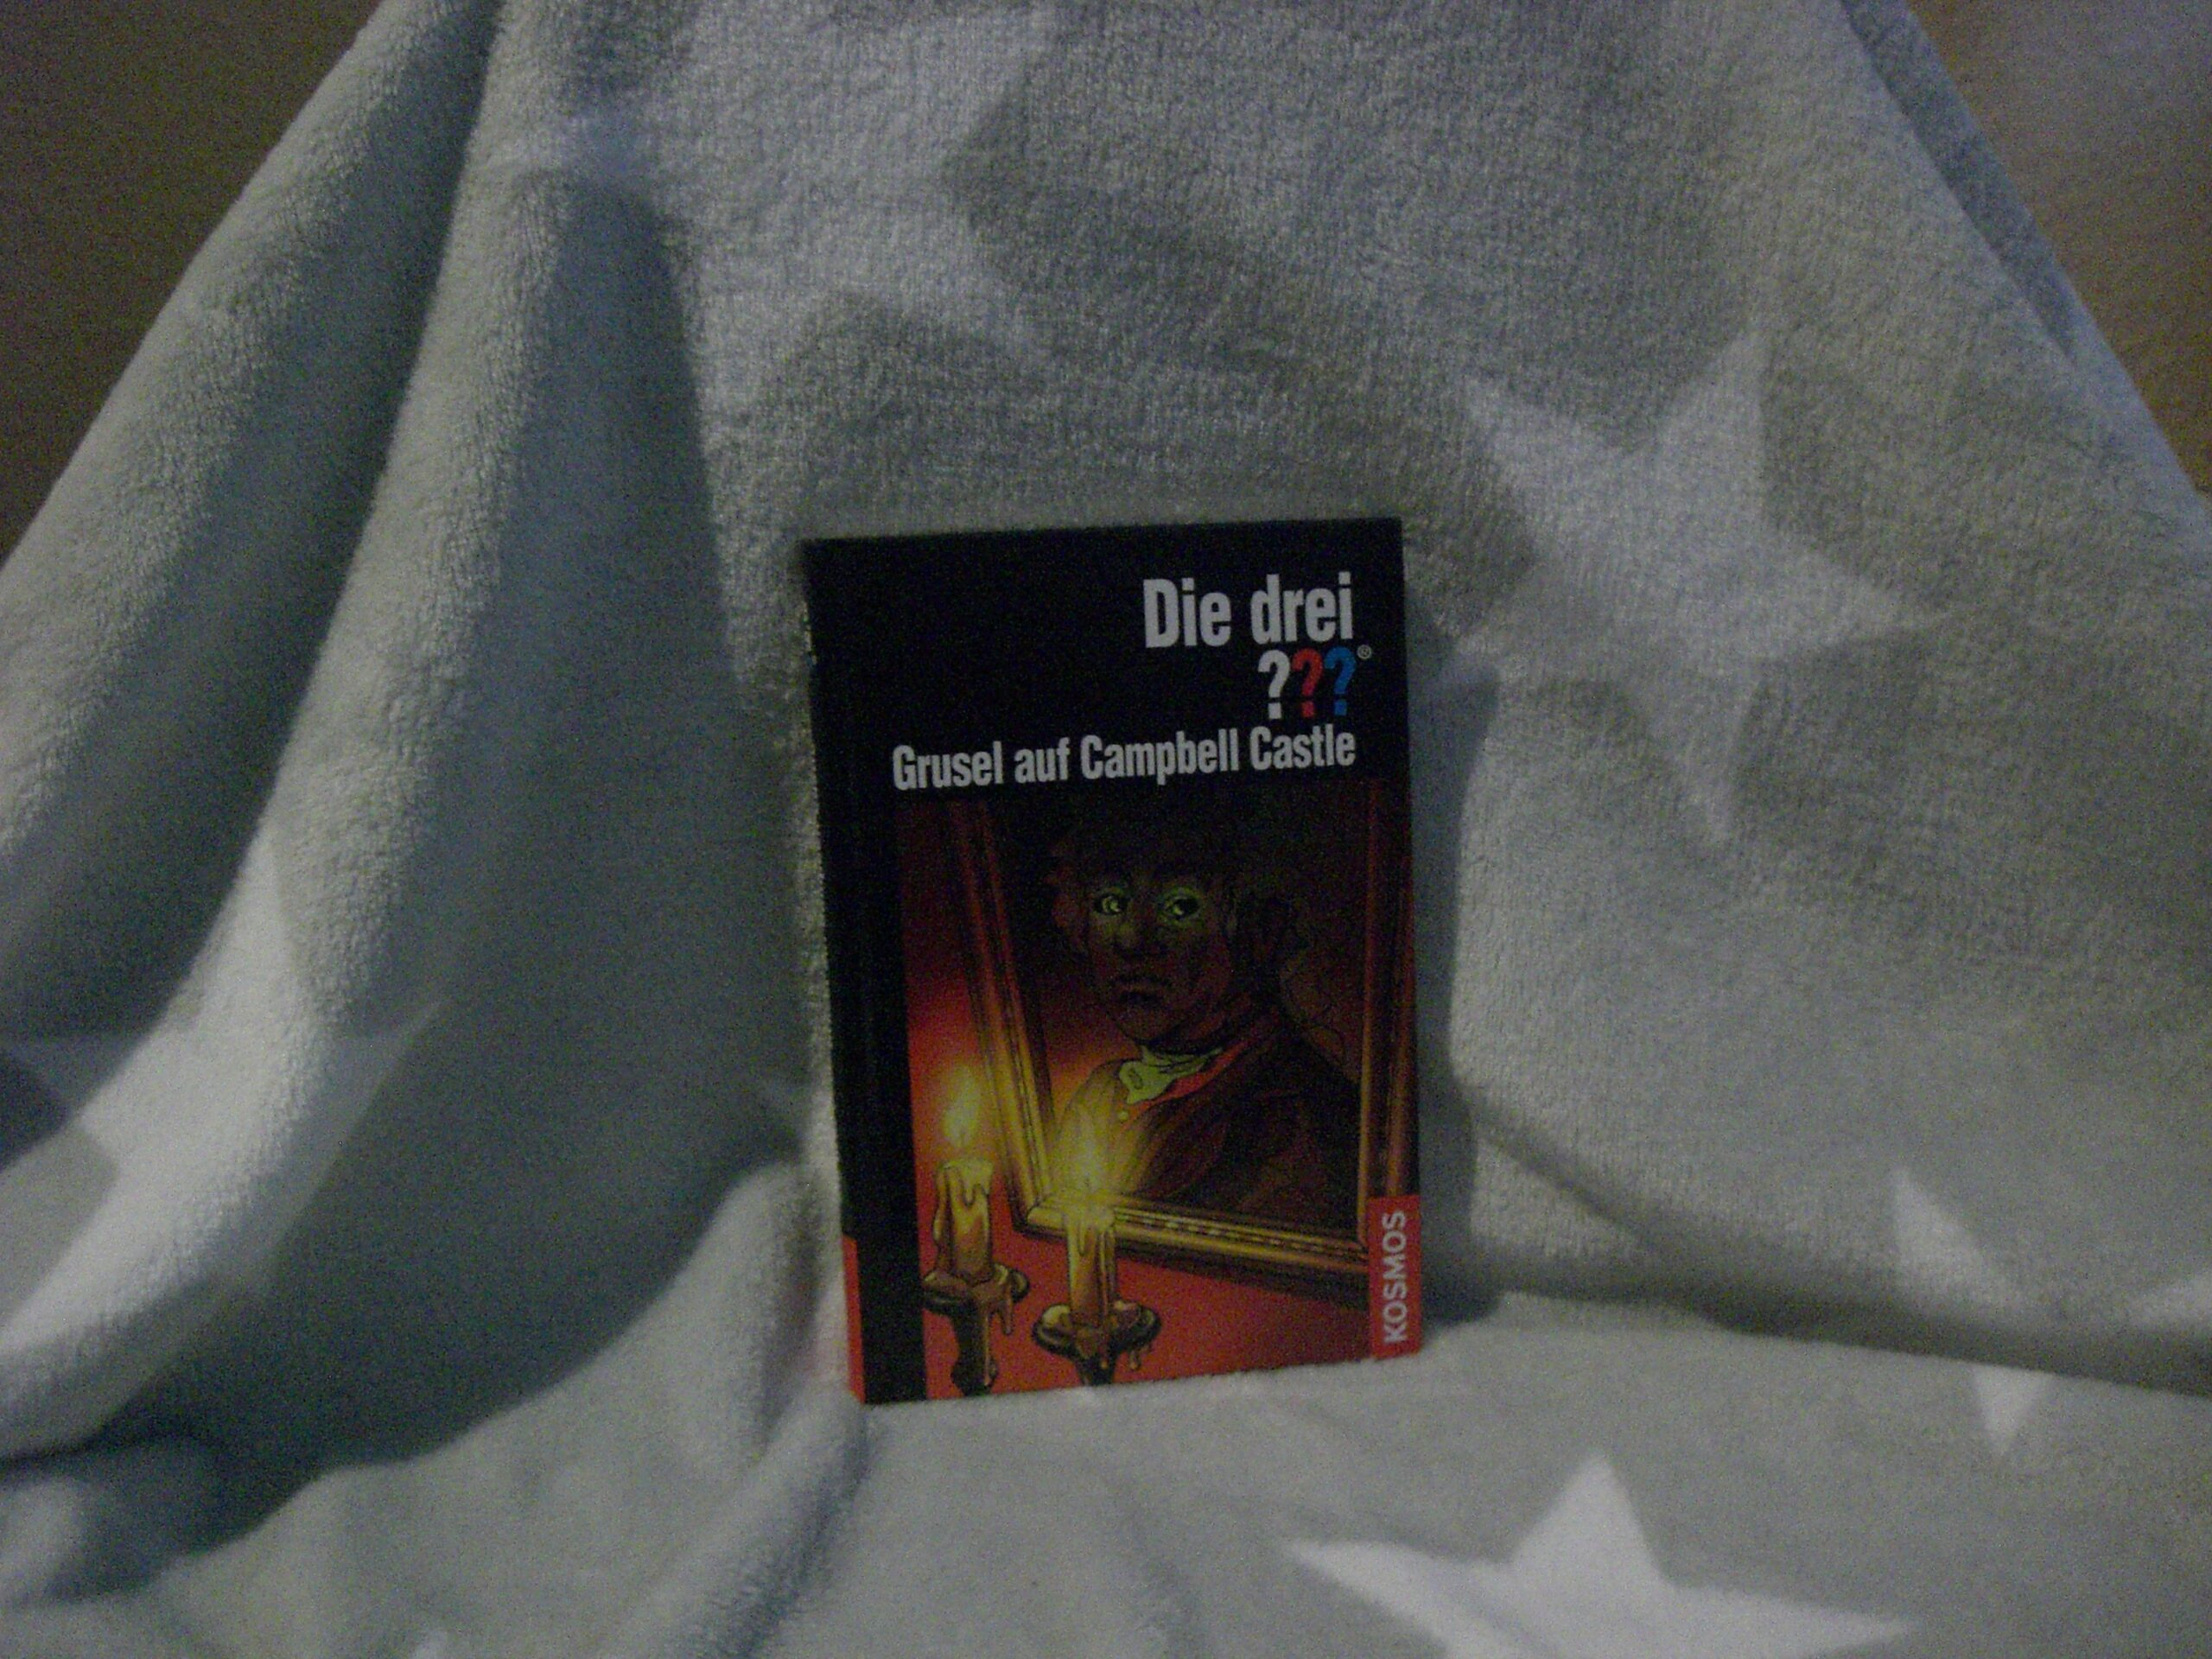 Die drei
???®
Grusel auf Campbell Castle
KOSMOS